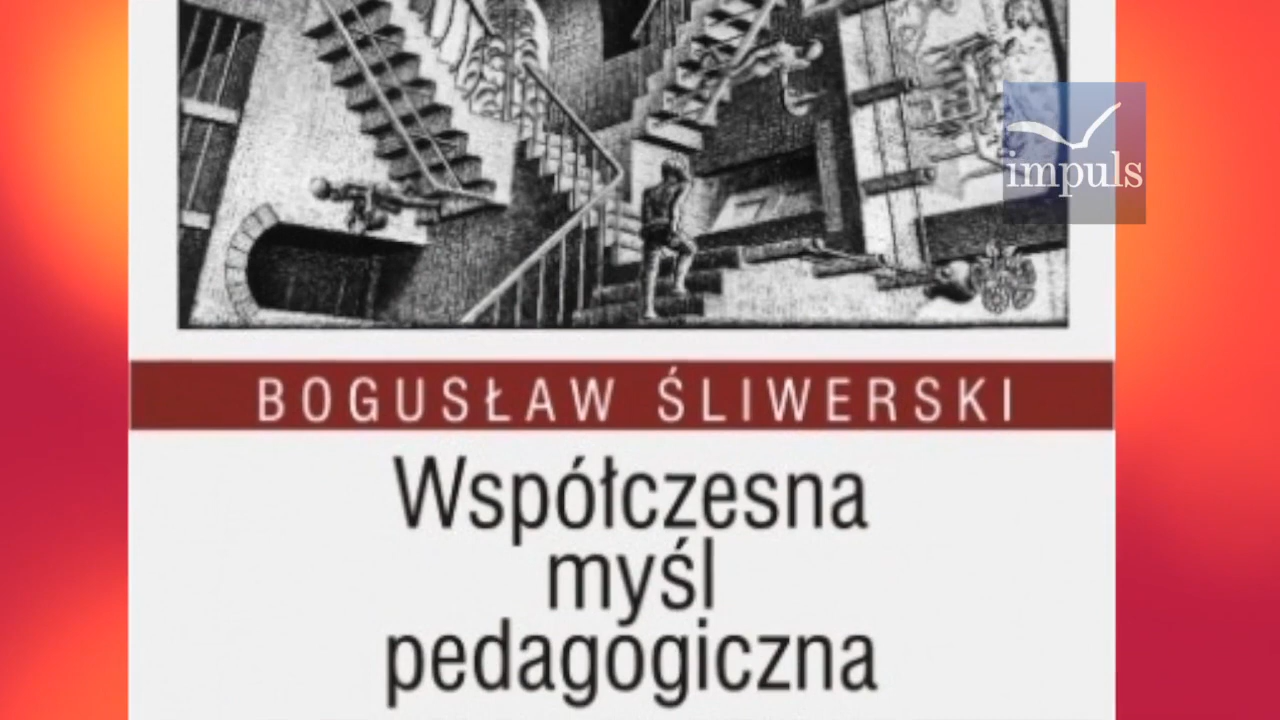 impuls
BOGUSŁAW ŚLIWERSKI
Współczesna
myśl
pedagogiczna